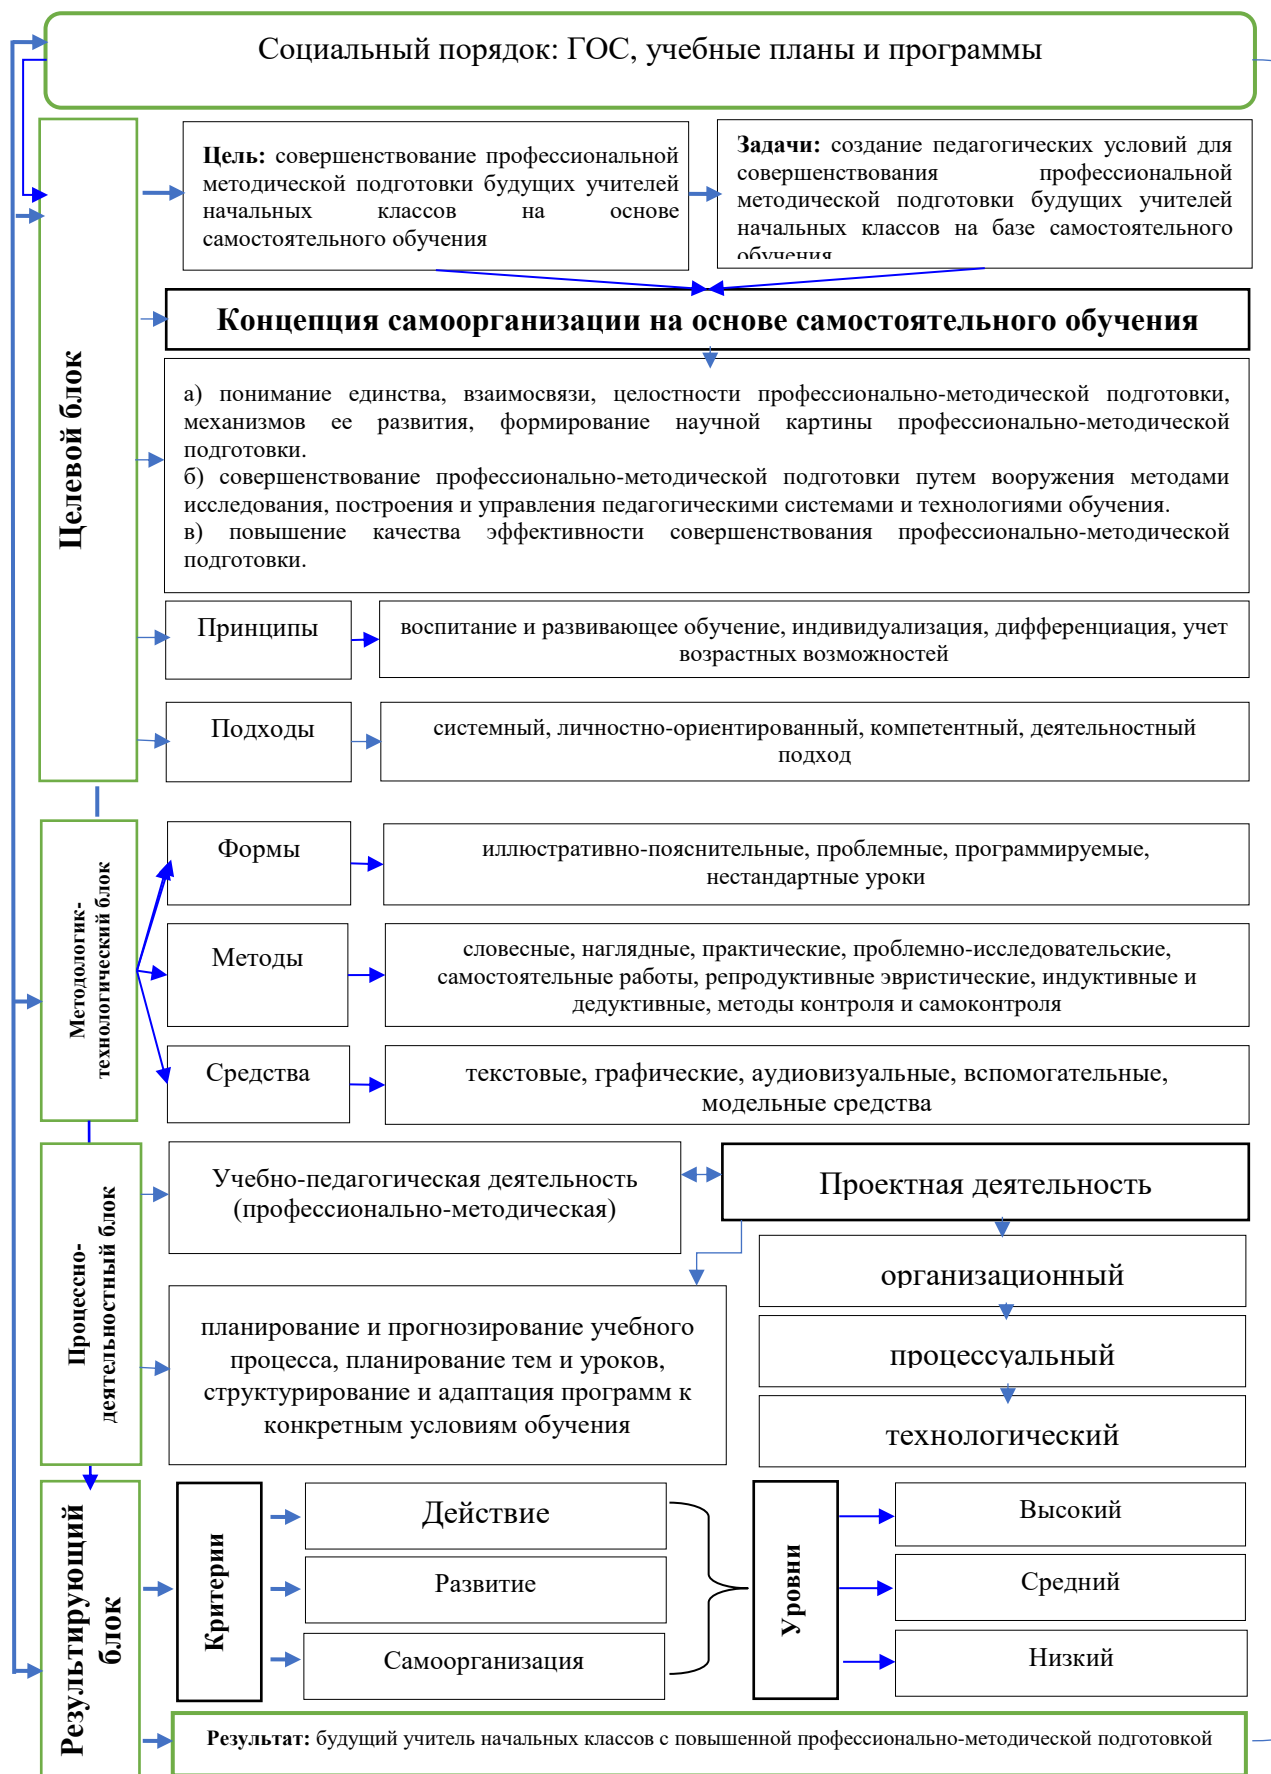 Социальный порядок: ГОС, учебные планы и программы
Целевой блок
Цель: совершенствование профессиональной
методической подготовки будущих учителей
начальных классов на основе
самостоятельного обучения
Задачи: создание педагогических условий для
совершенствования профессиональной
методической подготовки будущих учителей
начальных классов на базе самостоятельного
обучения
Концепция самоорганизации на основе самостоятельного обучения
а) понимание единства, взаимосвязи, целостности профессионально-методической подготовки,
механизмов ее развития, формирование научной картины профессионально-методической
подготовки.
б) совершенствование профессионально-методической подготовки путем вооружения методами
исследования, построения и управления педагогическими системами и технологиями обучения.
в) повышение качества эффективности совершенствования профессионально-методической
подготовки.
Принципы
воспитание и развивающее обучение, индивидуализация, дифференциация, учет
возрастных возможностей
Подходы
системный, личностно-ориентированный, компетентный, деятельностный
подход
Методологик-
технологический блок
Формы
иллюстративно-пояснительные, проблемные, программируемые,
нестандартные уроки
Методы
словесные, наглядные, практические, проблемно-исследовательские,
самостоятельные работы, репродуктивные эвристические, индуктивные и
дедуктивные, методы контроля и самоконтроля
Средства
текстовые, графические, аудиовизуальные, вспомогательные,
модельные средства
Процессно-
деятельностный блок
Учебно-педагогическая деятельность
(профессионально-методическая)
Проектная деятельность
организационный
процессуальный
технологический
планирование и прогнозирование учебного
процесса, планирование тем и уроков,
структурирование и адаптация программ к
конкретным условиям обучения
Результирующий
блок
Критерии
Действие
Развитие
Самоорганизация
Уровни
Высокий
Средний
Низкий
Результат: будущий учитель начальных классов с повышенной профессионально-методической подготовкой